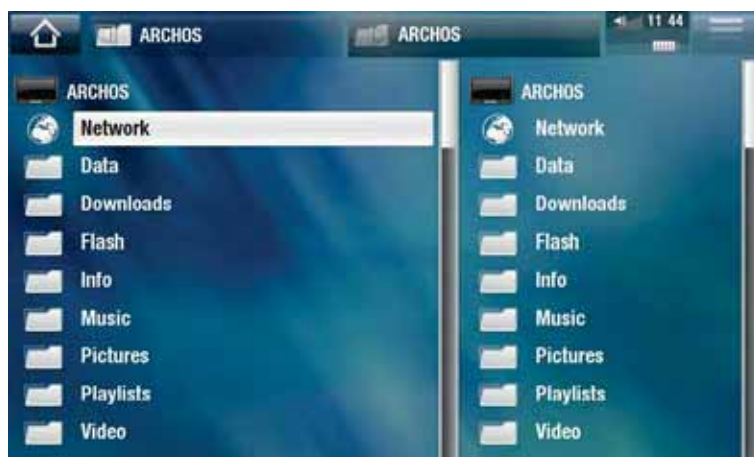 ARCHOS ARCHOS 11 44
ARCHOS
Network
Data
Downloads
Flash
Info
Music
Pictures
Playlists
Video
ARCHOS
Network
Data
Downloads
Flash
Info
Music
Pictures
Playlists
Video